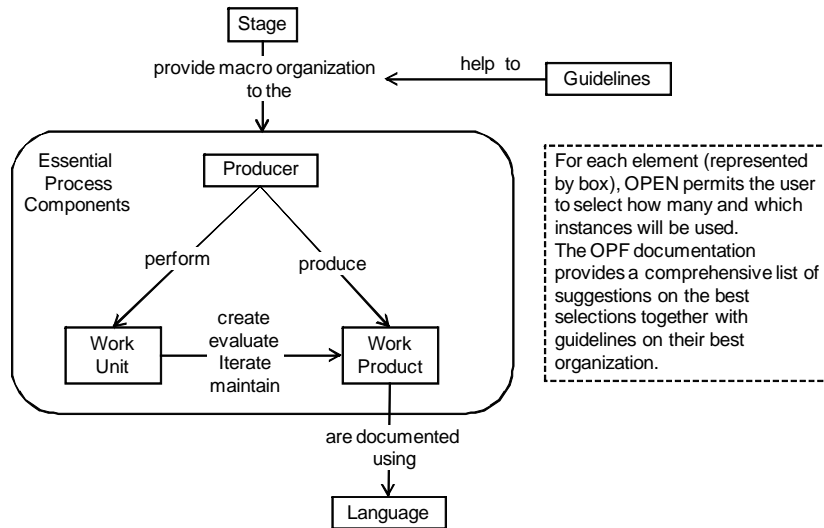 Stage
provide macro organization
to the
help to
Guidelines
Essential
Process
Components
Producer
perform
produce
Work
Unit
create
evaluate
Iterate
maintain
Work
Product
are documented
using
Language
For each element (represented
by box), OPEN permits the user
to select how many and which
instances will be used.
The OPF documentation
provides a comprehensive list of
suggestions on the best
selections together with
guidelines on their best
organization.